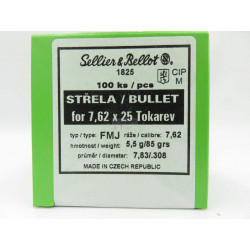 Sellier & Bellot S&B
1825
CIP
M
100 ks / pcs
STŘELA / BULLET
for 7,62 x 25 Tokarev
typ / type: FMJ ráže / calibre: 7,62
hmotnost / weight: 5,5 g/85 grs
průměr / diameter: 7,83/.308
MADE IN CZECH REPUBLIC